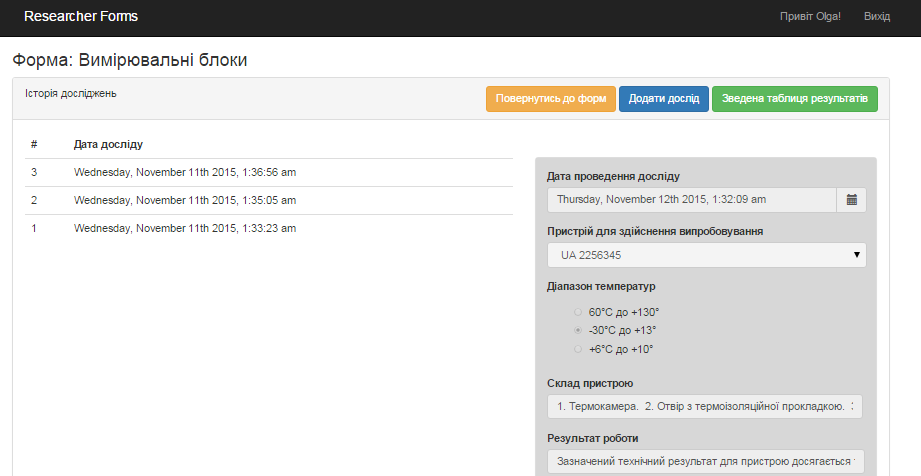 Researcher Forms Привіт Olga! Вихід
Форма: Вимірювальні блоки
Історія досліджень Повернутись до форм Додати дослід Зведена таблиця результатів
# Дата досліду
3 Wednesday, November 11th 2015, 1:36:56 am
2 Wednesday, November 11th 2015, 1:35:05 am
1 Wednesday, November 11th 2015, 1:33:23 am
Дата проведення досліду
Thursday, November 12th 2015, 1:32:09 am
Пристрій для здійснення випробовування
UA 2256345
Діапазон температур
60°C до +130°
-30°C до +13°
+6°C до +10°
Склад пристрою
1. Термокамера. 2. Отвір з термоізоляційної прокладкою.
Результат роботи
Зазначений технічний результат для пристрою досягається